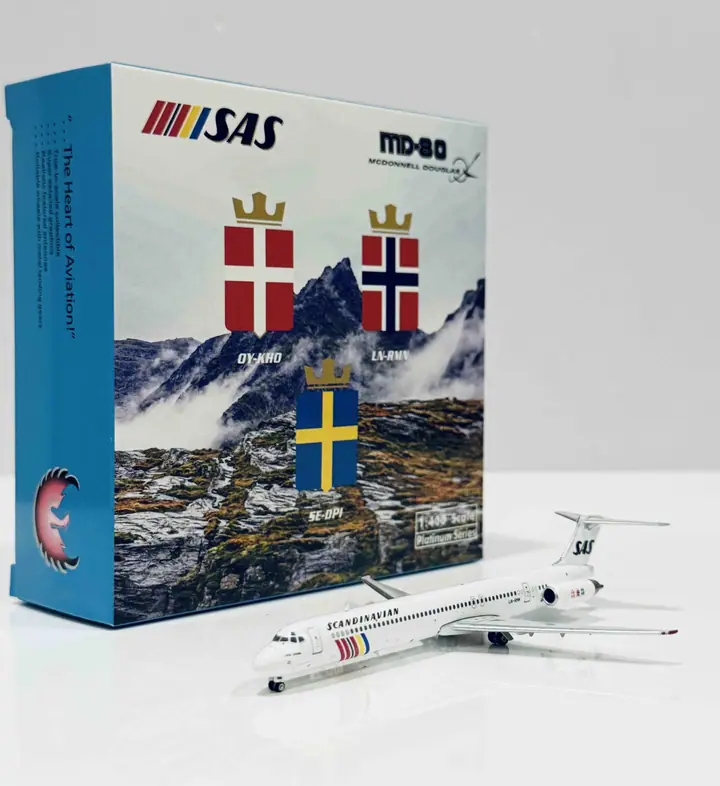 SAS
MD-80
McDONNELL DOUGLAS
OY-KHO
LN-RMN
SE-DPI
1:400 Scale
Platinum Series
"...The Heart of Aviation!"
SCANDINAVIAN
SAS